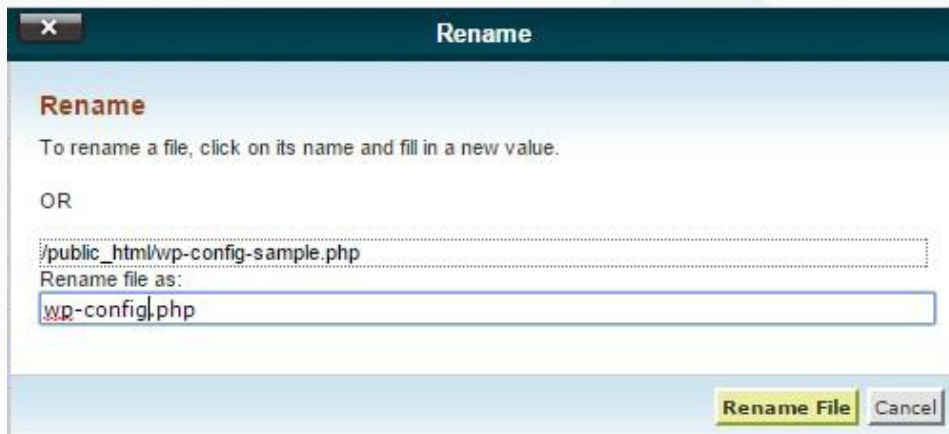 Rename
Rename
To rename a file, click on its name and fill in a new value.
OR
/public_html/wp-config-sample.php
Rename file as:
wp-config.php
Rename File Cancel